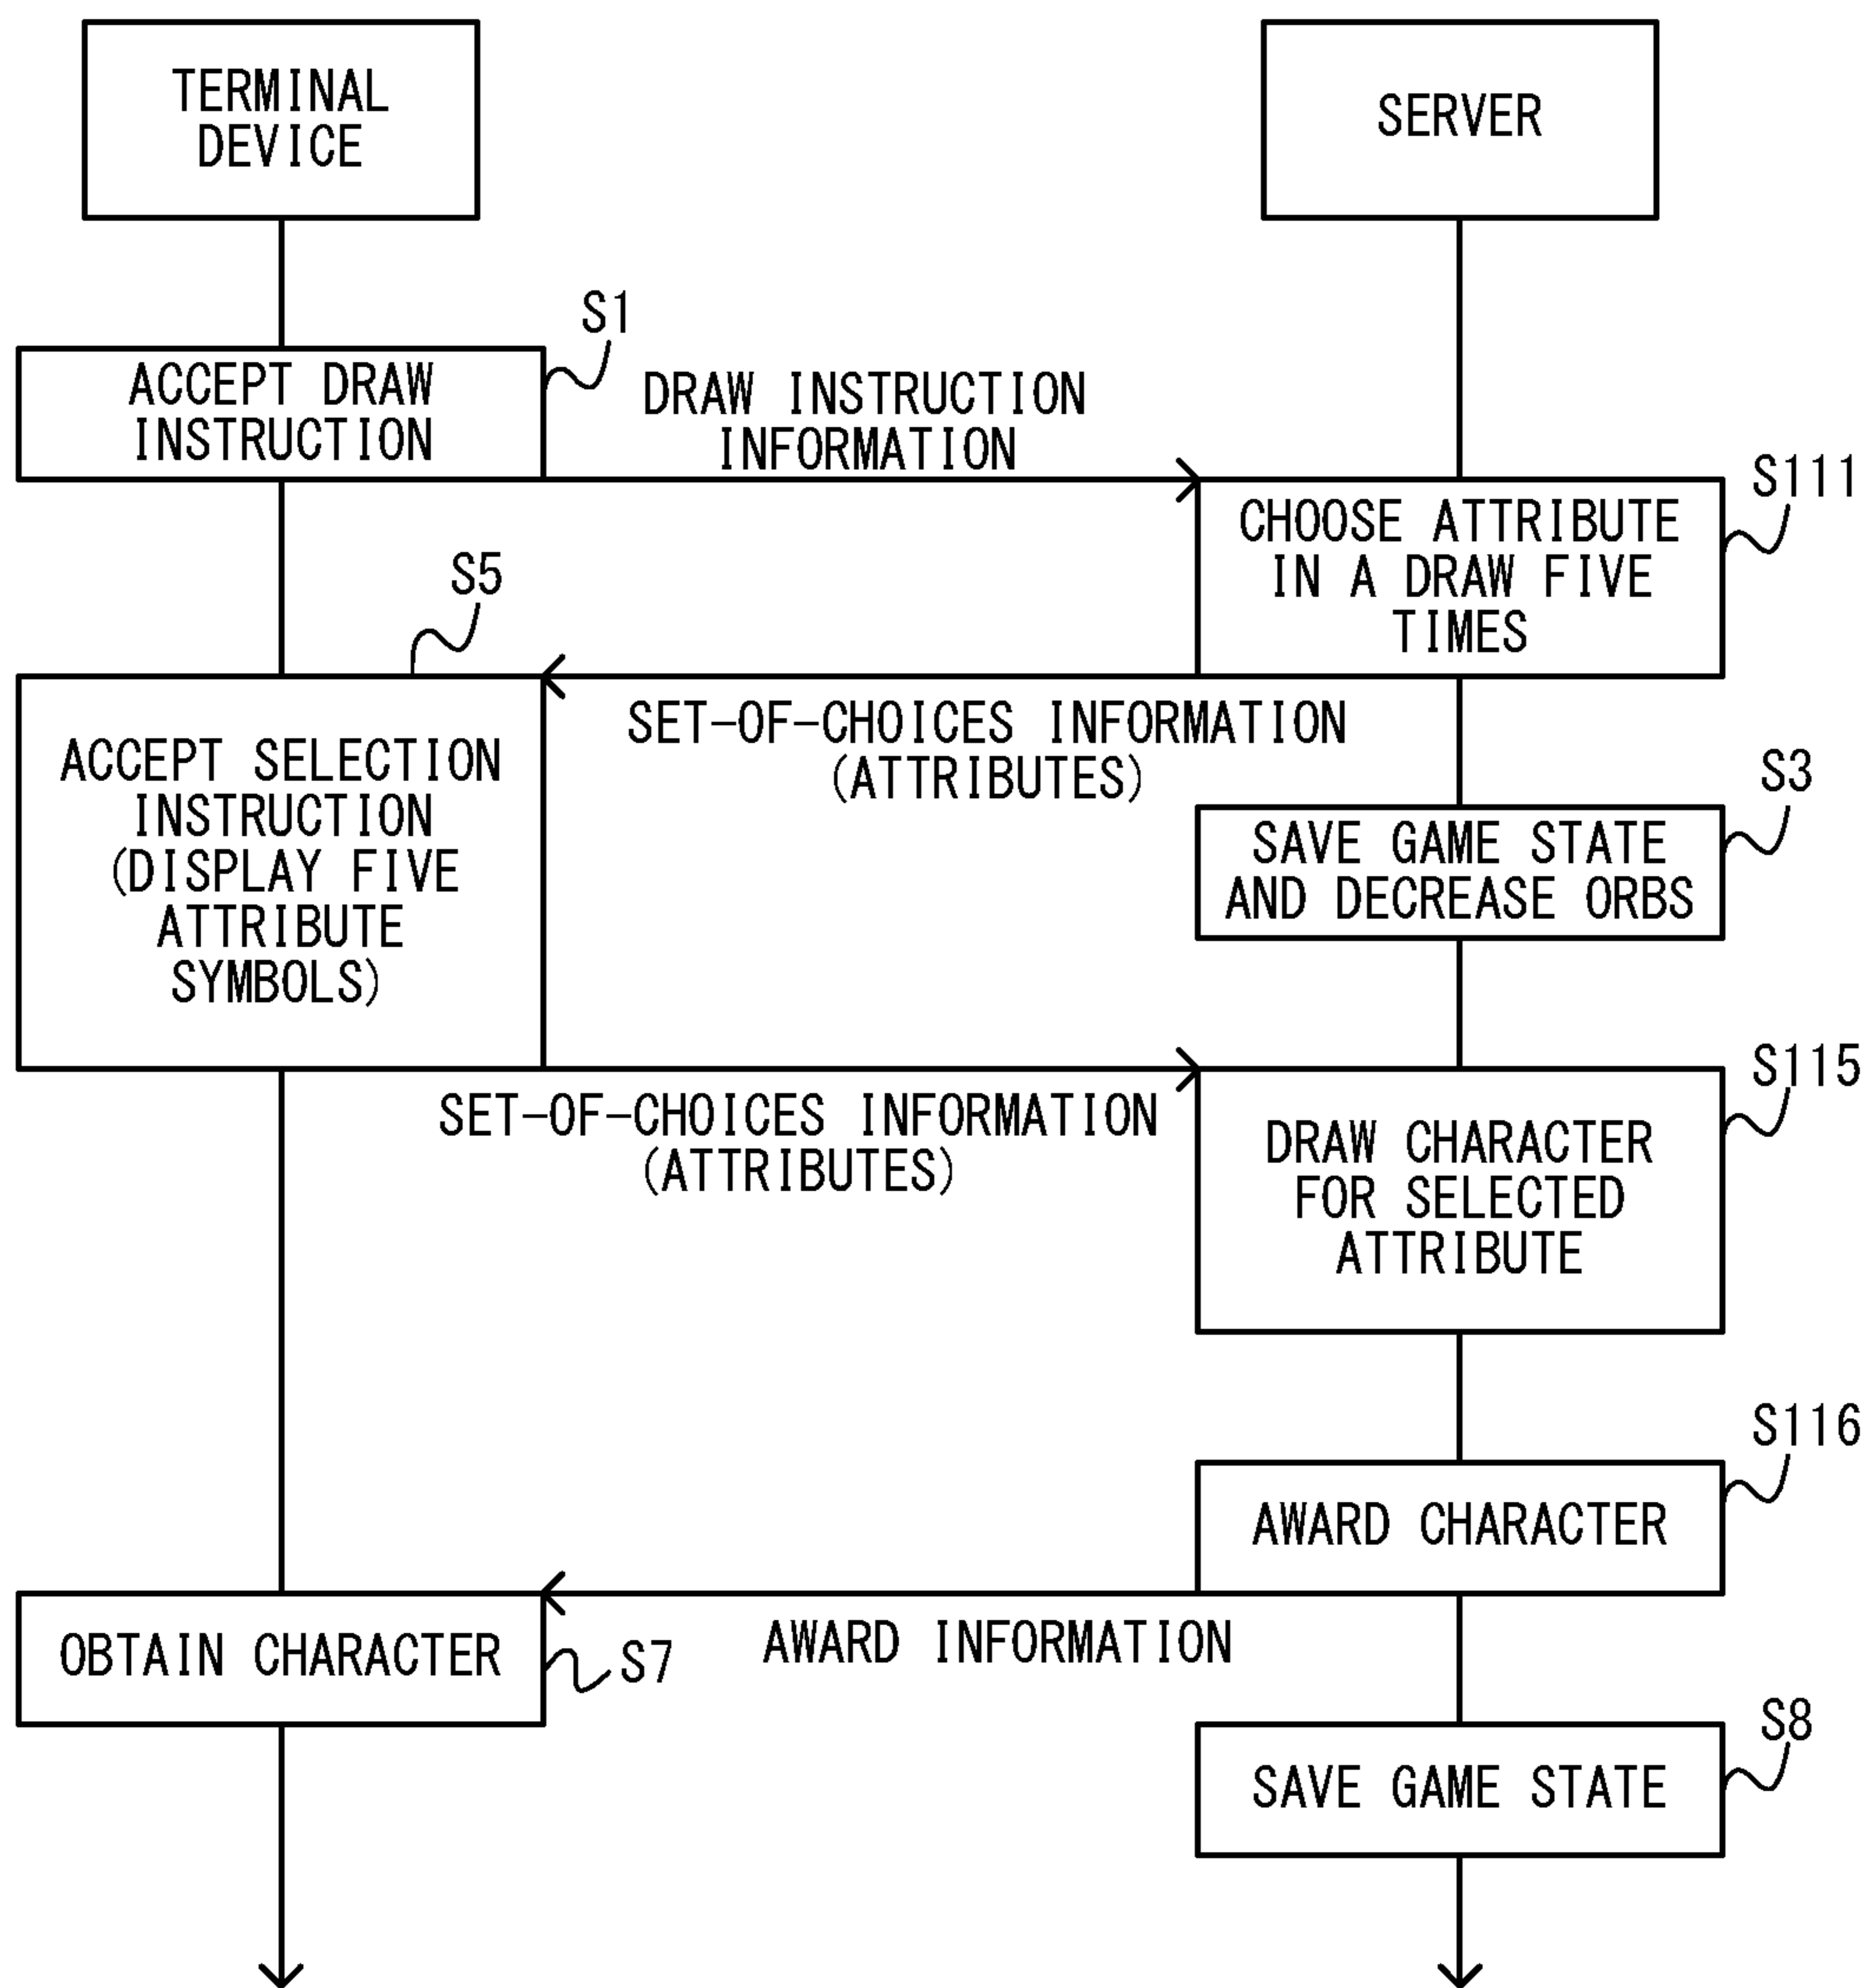 TERMINAL
DEVICE
SERVER
S1
ACCEPT DRAW
INSTRUCTION
DRAW INSTRUCTION
INFORMATION
S111
CHOOSE ATTRIBUTE
IN A DRAW FIVE
TIMES
S5
SET-OF-CHOICES INFORMATION
(ATTRIBUTES)
ACCEPT SELECTION
INSTRUCTION
(DISPLAY FIVE
ATTRIBUTE
SYMBOLS)
S3
SAVE GAME STATE
AND DECREASE ORBS
SET-OF-CHOICES INFORMATION
(ATTRIBUTES)
S115
DRAW CHARACTER
FOR SELECTED
ATTRIBUTE
S116
AWARD CHARACTER
AWARD INFORMATION
OBTAIN CHARACTER
S7
S8
SAVE GAME STATE